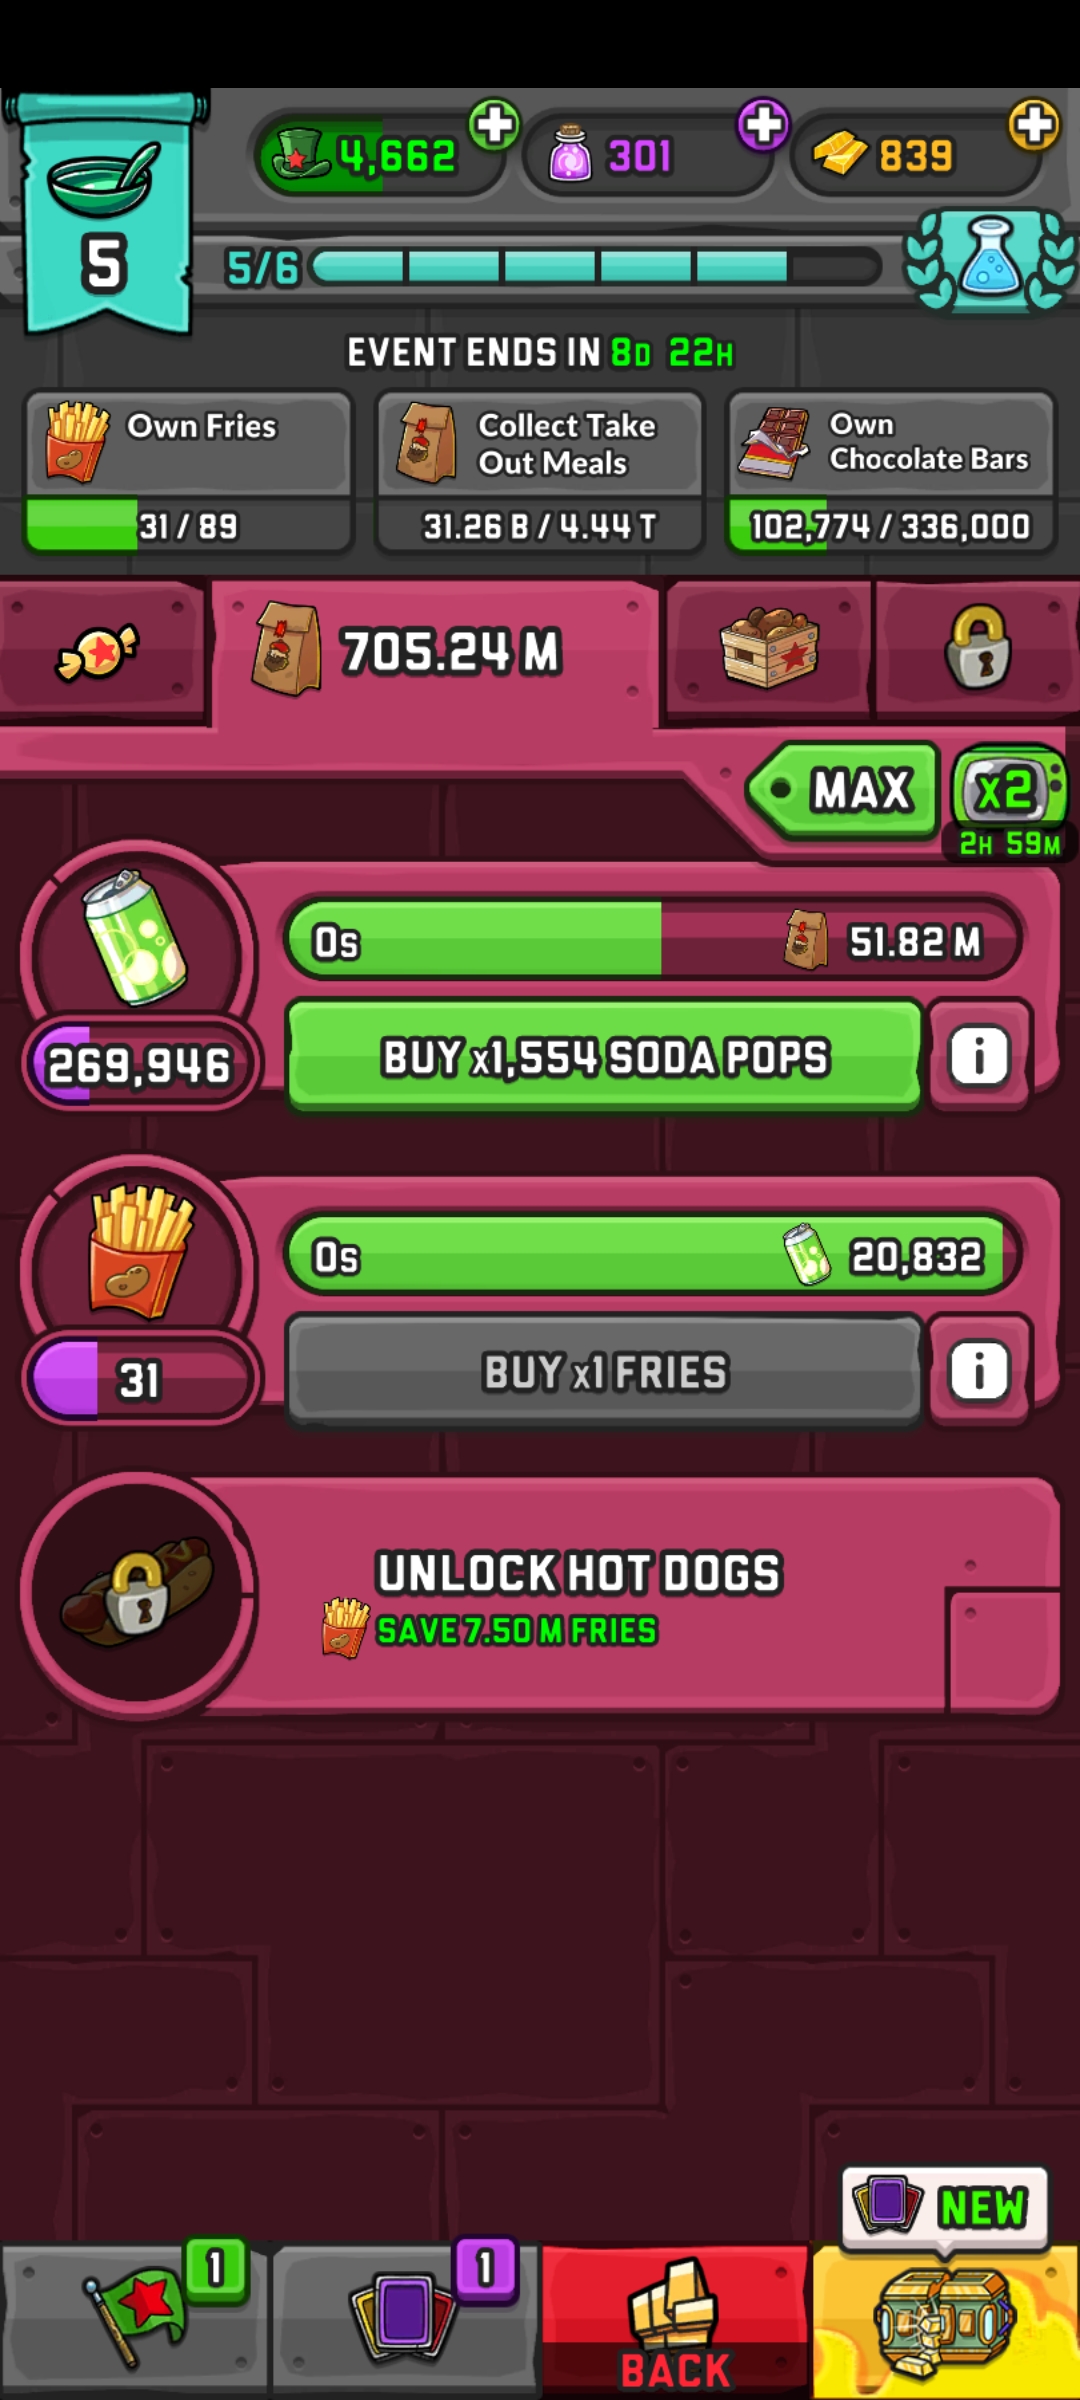 4,662
301
839
5
5/6
EVENT ENDS IN 8D 22H
Own Fries
31 / 89
Collect Take
Out Meals
31.26 B / 4.44 T
Own
Chocolate Bars
102,774 / 336,000
705.24 M
MAX
x2
2H 59M
0s
51.82 M
269,946
BUY x1,554 SODA POPS
i
0s
20,832
31
BUY x1 FRIES
i
UNLOCK HOT DOGS
SAVE 7.50 M FRIES
NEW
1
1
BACK